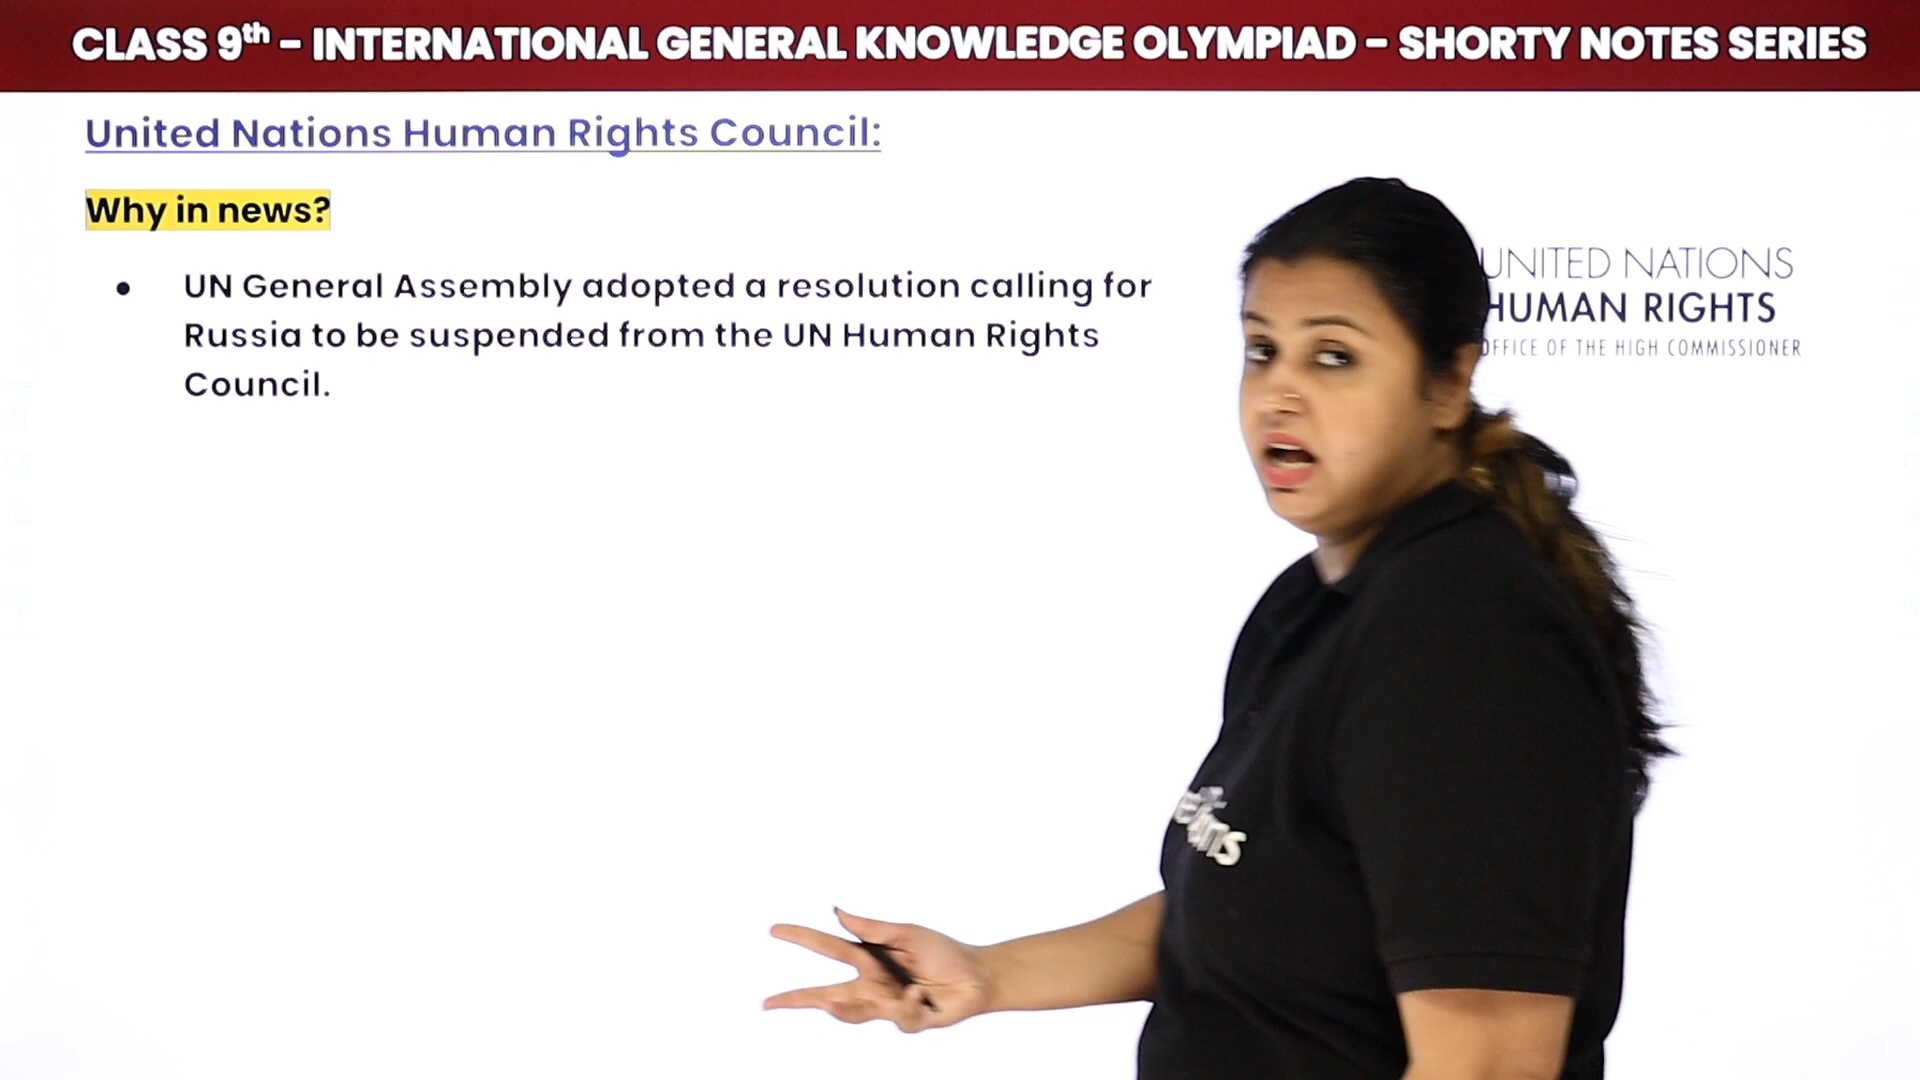 CLASS 9th – INTERNATIONAL GENERAL KNOWLEDGE OLYMPIAD – SHORTY NOTES SERIES
United Nations Human Rights Council:
Why in news?
• UN General Assembly adopted a resolution calling for
Russia to be suspended from the UN Human Rights
Council.
UNITED NATIONS
HUMAN RIGHTS
OFFICE OF THE HIGH COMMISSIONER